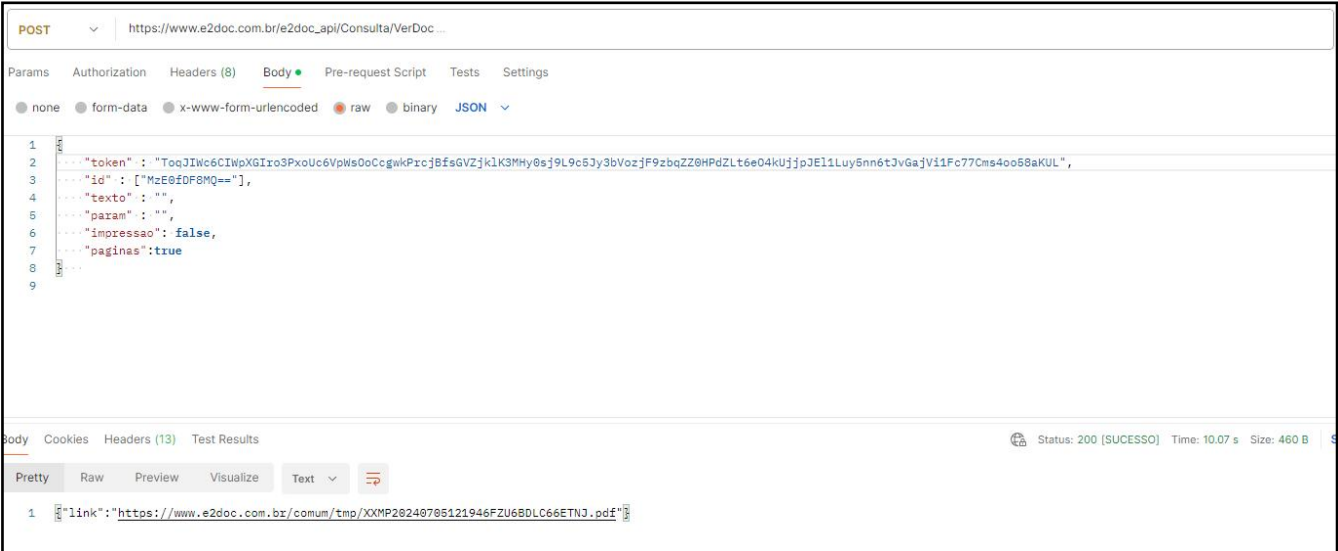 POST https://www.e2doc.com.br/e2doc_api/Consulta/VerDoc ...
Params Authorization Headers (8) Body Pre-request Script Tests Settings
none form-data x-www-form-urlencoded raw binary JSON
1 {
2 "token" : "ToqJIWc6CIWpXGIro3PxoUc6VpWsOoCcgwkPrcjBfsGVZjklK3MHy0sj9L9c5Jy3bVozjF9zbqZZ0HPdZLt6eO4kUjjpJEl1Luy5nn6tJvGajVi1Fc77Cms4oo58aKUL",
3 "id" : ["MzE0fDF8MQ=="],
4 "texto" : "",
5 "param" : "",
6 "impressao": false,
7 "paginas":true
8 }
9
Body Cookies Headers (13) Test Results Status: 200 [SUCESSO] Time: 10.07 s Size: 460 B S
Pretty Raw Preview Visualize Text
1 {"link":"https://www.e2doc.com.br/comum/tmp/XXMP20240705121946FZU6BDLC66ETNJ.pdf"}